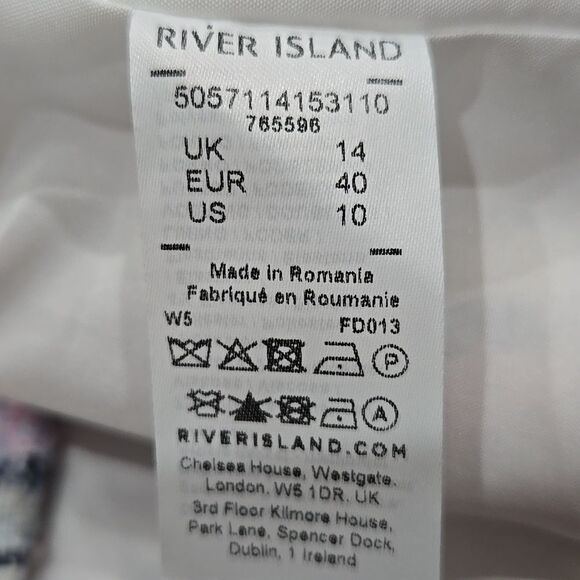 RIVER ISLAND
5057114153110
765596
UK 14
EUR 40
US 10
Made in Romania
Fabriqué en Roumanie
W5 FD013
P
A
RIVERISLAND.COM
Chelsea House, Westgate.
London, W5 1DR. UK
3rd Floor Kilmore House,
Park Lane, Spencer Dock,
Dublin, 1 Ireland